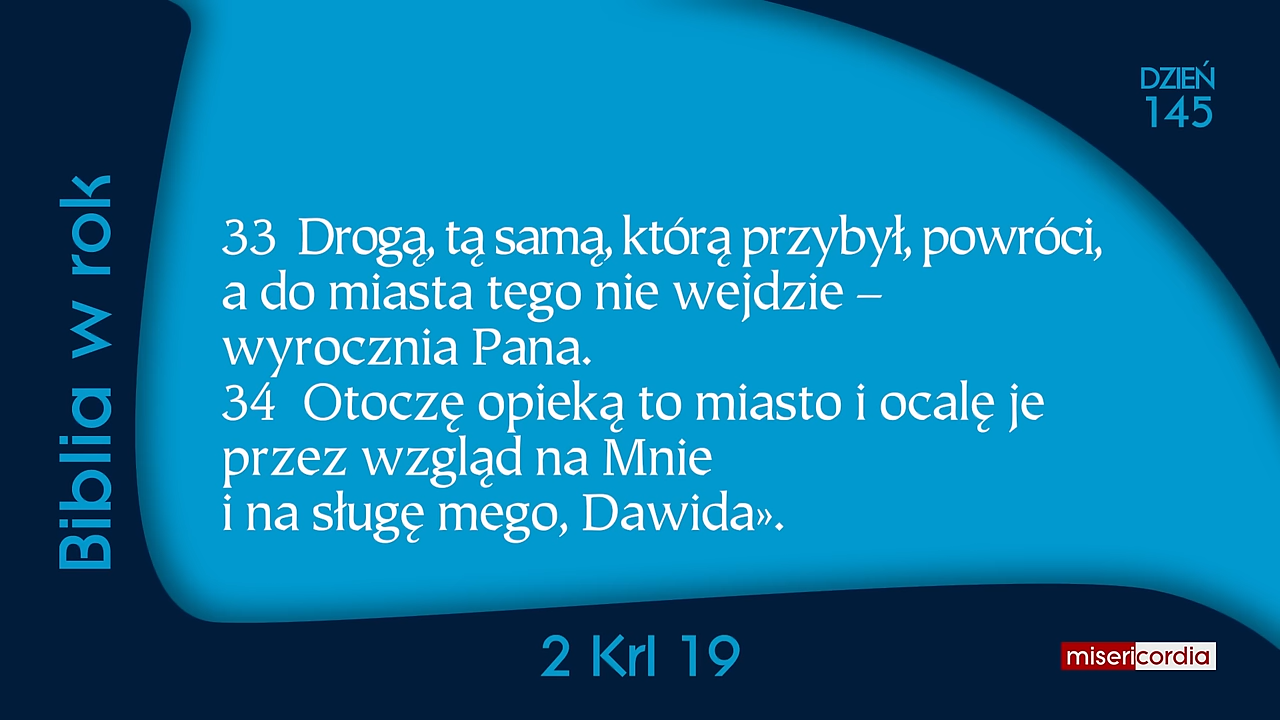 DZIEŃ
145
Biblia w rok
33 Drogą, tą samą, którą przybył, powróci,
a do miasta tego nie wejdzie –
wyrocznia Pana.
34 Otoczę opieką to miasto i ocalę je
przez wzgląd na Mnie
i na sługę mego, Dawida».
2 Krl 19
misericordia